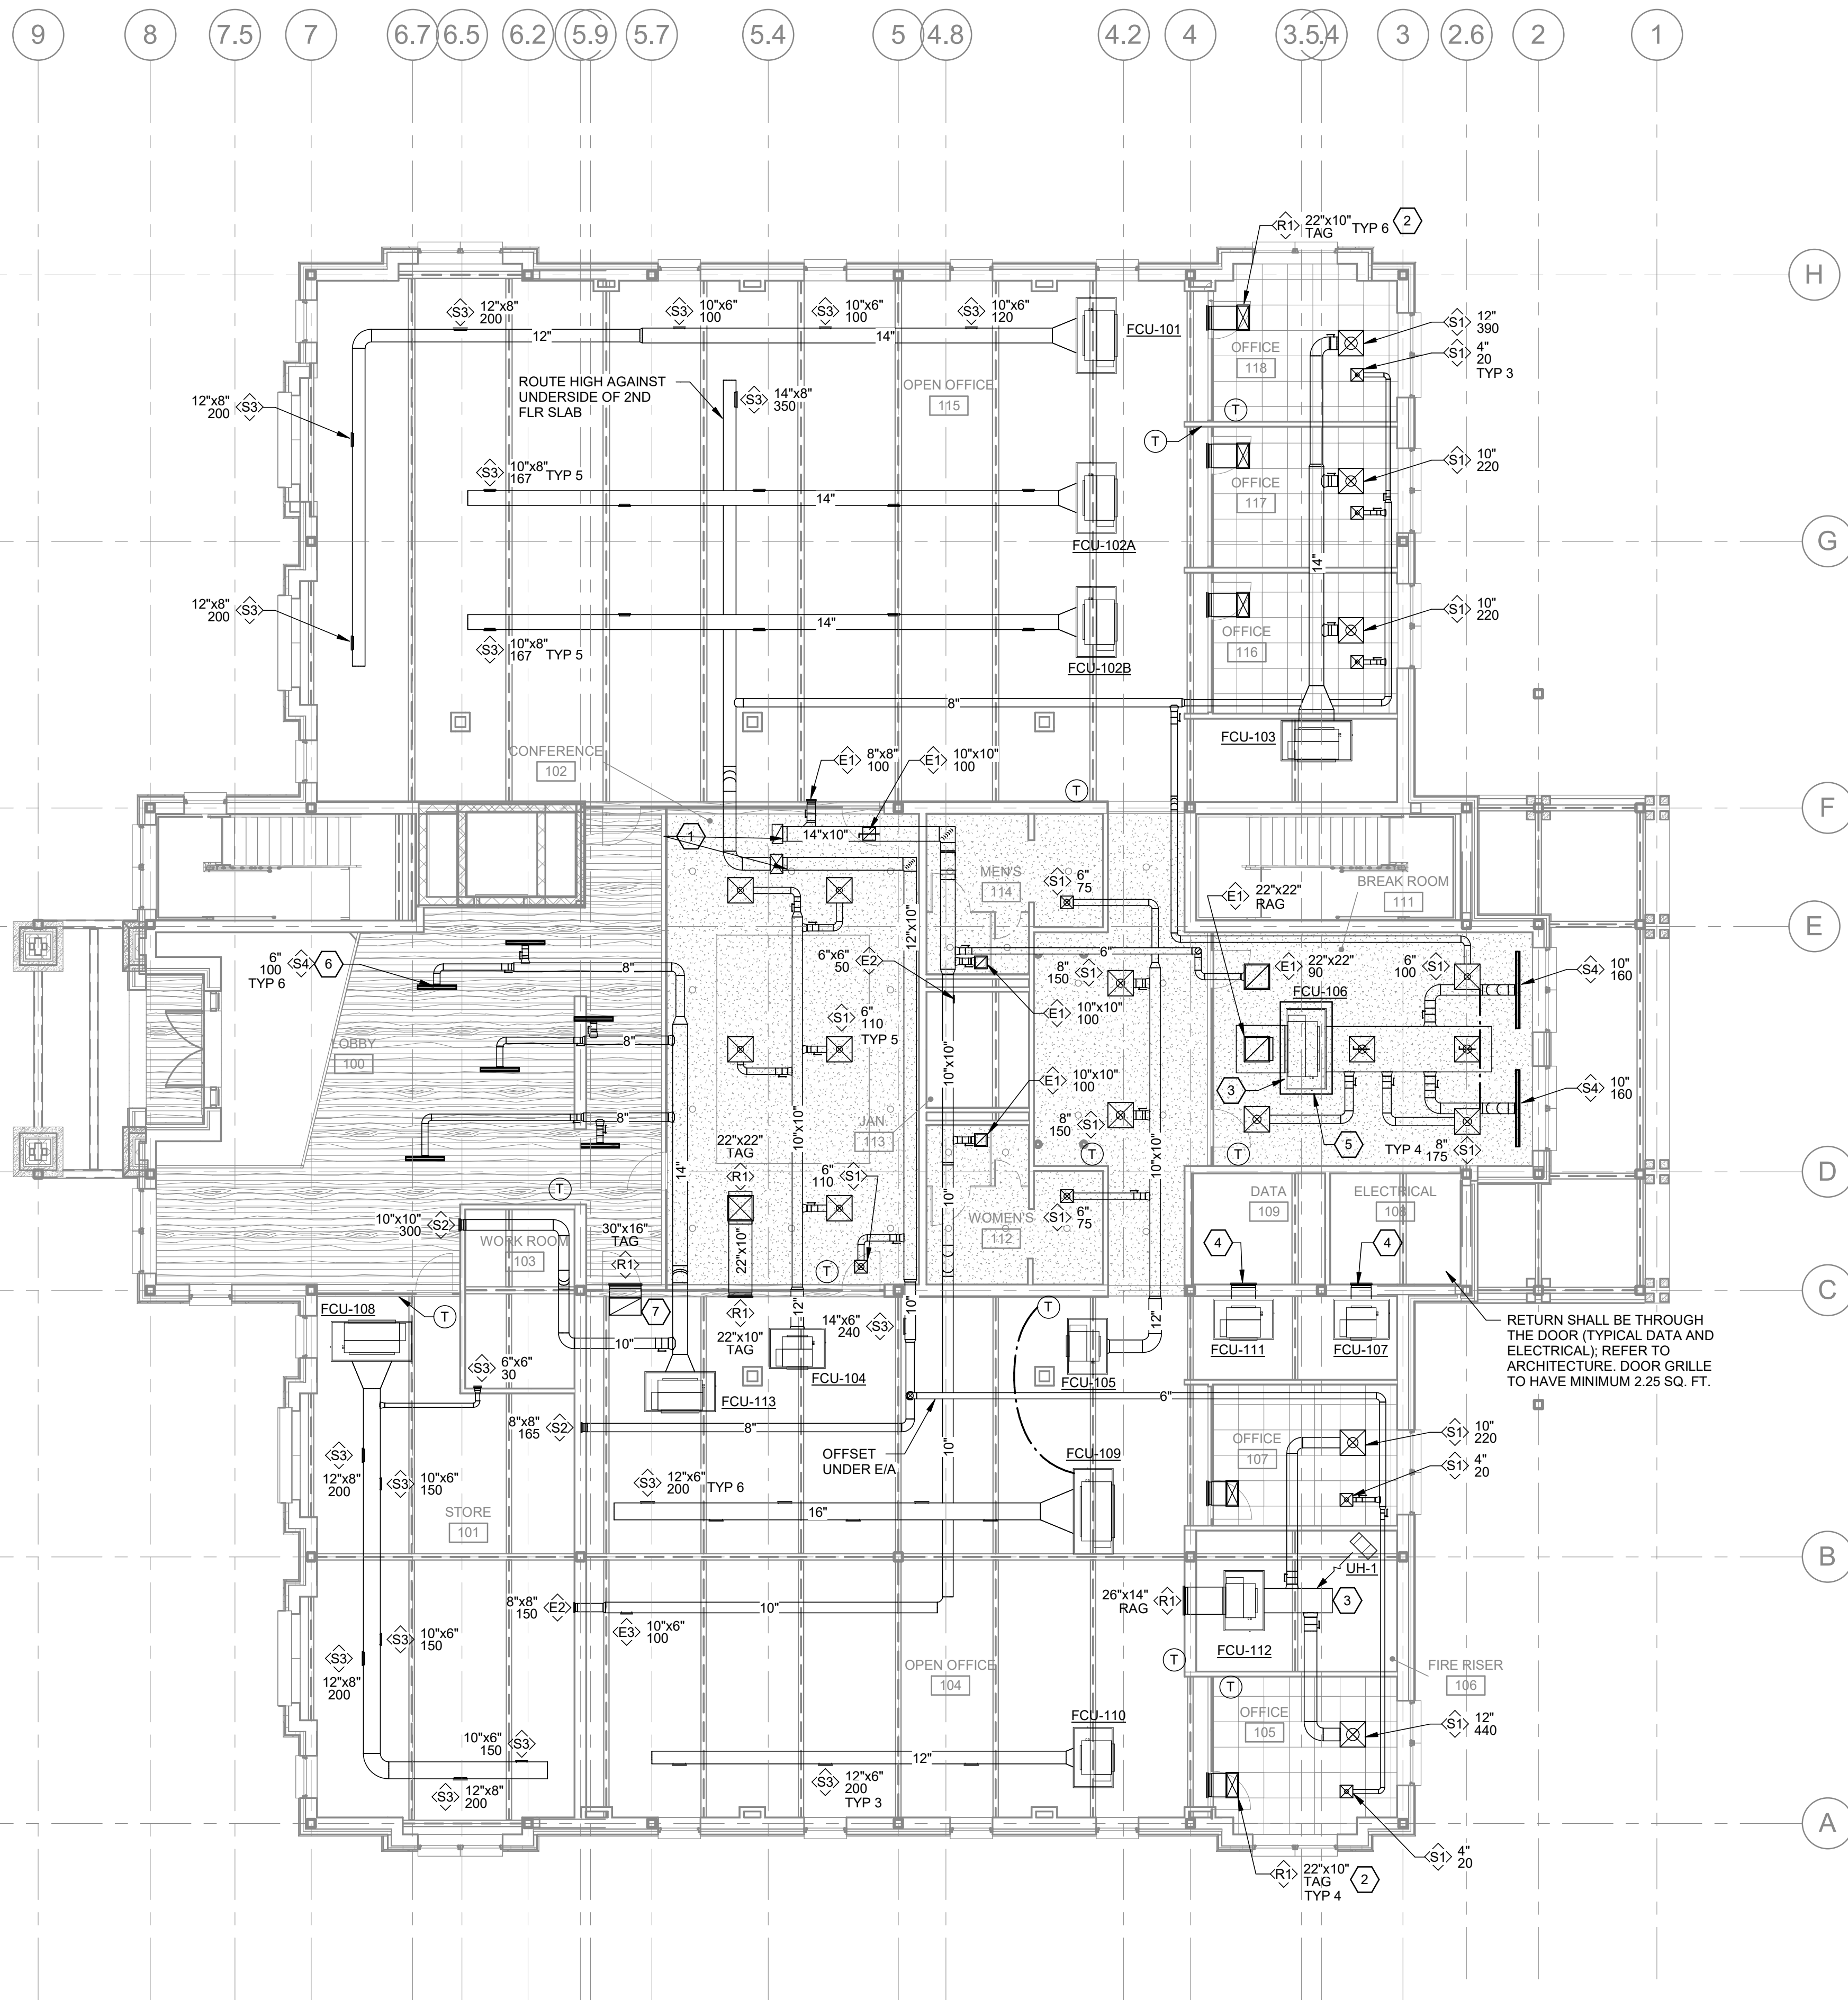 9
8
7.5
7
6.7
6.5
6.2
5.9
5.7
5.4
5
4.8
4.2
4
3.5
3
2.6
2
1
R1 22"x10" TYP 6 2
TAG
H
S3 12"x8"
200
S3 10"x6"
100
S3 10"x6"
100
S3 10"x6"
120
FCU-101
12"
14"
OFFICE
118
S1 12"
390
S1 4"
20
TYP 3
ROUTE HIGH AGAINST
UNDERSIDE OF 2ND
FLR SLAB
S3 14"x8"
350
OPEN OFFICE
115
12"x8" S3
200
T
T
S3 10"x8"
167 TYP 5
14"
FCU-102A
OFFICE
117
S1 10"
220
G
14"
12"x8" S3
200
S3 10"x8"
167 TYP 5
14"
FCU-102B
OFFICE
116
S1 10"
220
8"
FCU-103
CONFERENCE
102
E1 8"x8"
100
E1 10"x10"
100
T
F
1
14"x10"
MEN'S
114
S1 6"
75
BREAK ROOM
111
E1 22"x22"
RAG
E
12"x10"
6"
100 S4 6
TYP 6
8"
6"x6" E2
50
6"
8" S1
150
E1 22"x22"
90
6" S1
100
S4 10"
160
FCU-106
S1 6"
110
TYP 5
E1 10"x10"
100
LOBBY
100
8"
10"x10"
E1 10"x10"
100
3
S4 10"
160
8"
10"x10"
JAN.
113
8" S1
150
T
T
5
TYP 4 8" S1
175
22"x22"
TAG
R1
14"
6" S1
110
10"
10"x10"
D
T
10"x10" S2
300
WORK ROOM
103
30"x16"
TAG
R1
22"x10"
WOMEN'S
112
S1 6"
75
DATA
109
ELECTRICAL
108
4
4
T
C
FCU-108
T
7
R1
22"x10"
TAG
12"
14"x6" S3
240
10"
T
12"
RETURN SHALL BE THROUGH
THE DOOR (TYPICAL DATA AND
ELECTRICAL); REFER TO
ARCHITECTURE. DOOR GRILLE
TO HAVE MINIMUM 2.25 SQ. FT.
10"
FCU-111
FCU-107
S3 6"x6"
30
FCU-104
FCU-105
FCU-113
6"
8"x8" S2
165
8"
OFFSET
UNDER E/A
10"
FCU-109
OFFICE
107
S1 10"
220
S1 4"
20
S3
12"x8"
200
S3 10"x6"
150
STORE
101
S3 12"x6"
200 TYP 6
16"
B
UH-1
8"x8" E2
150
10"
E3 10"x6"
100
26"x14" R1
RAG
3
FCU-112
S3 10"x6"
150
S3
12"x8"
200
OPEN OFFICE
104
T
FIRE RISER
106
T
FCU-110
OFFICE
105
S1 12"
440
10"x6" S3
150
12"
S3 12"x8"
200
S3 12"x6"
200
TYP 3
A
S1 4"
20
R1 22"x10"
TAG 2
TYP 4